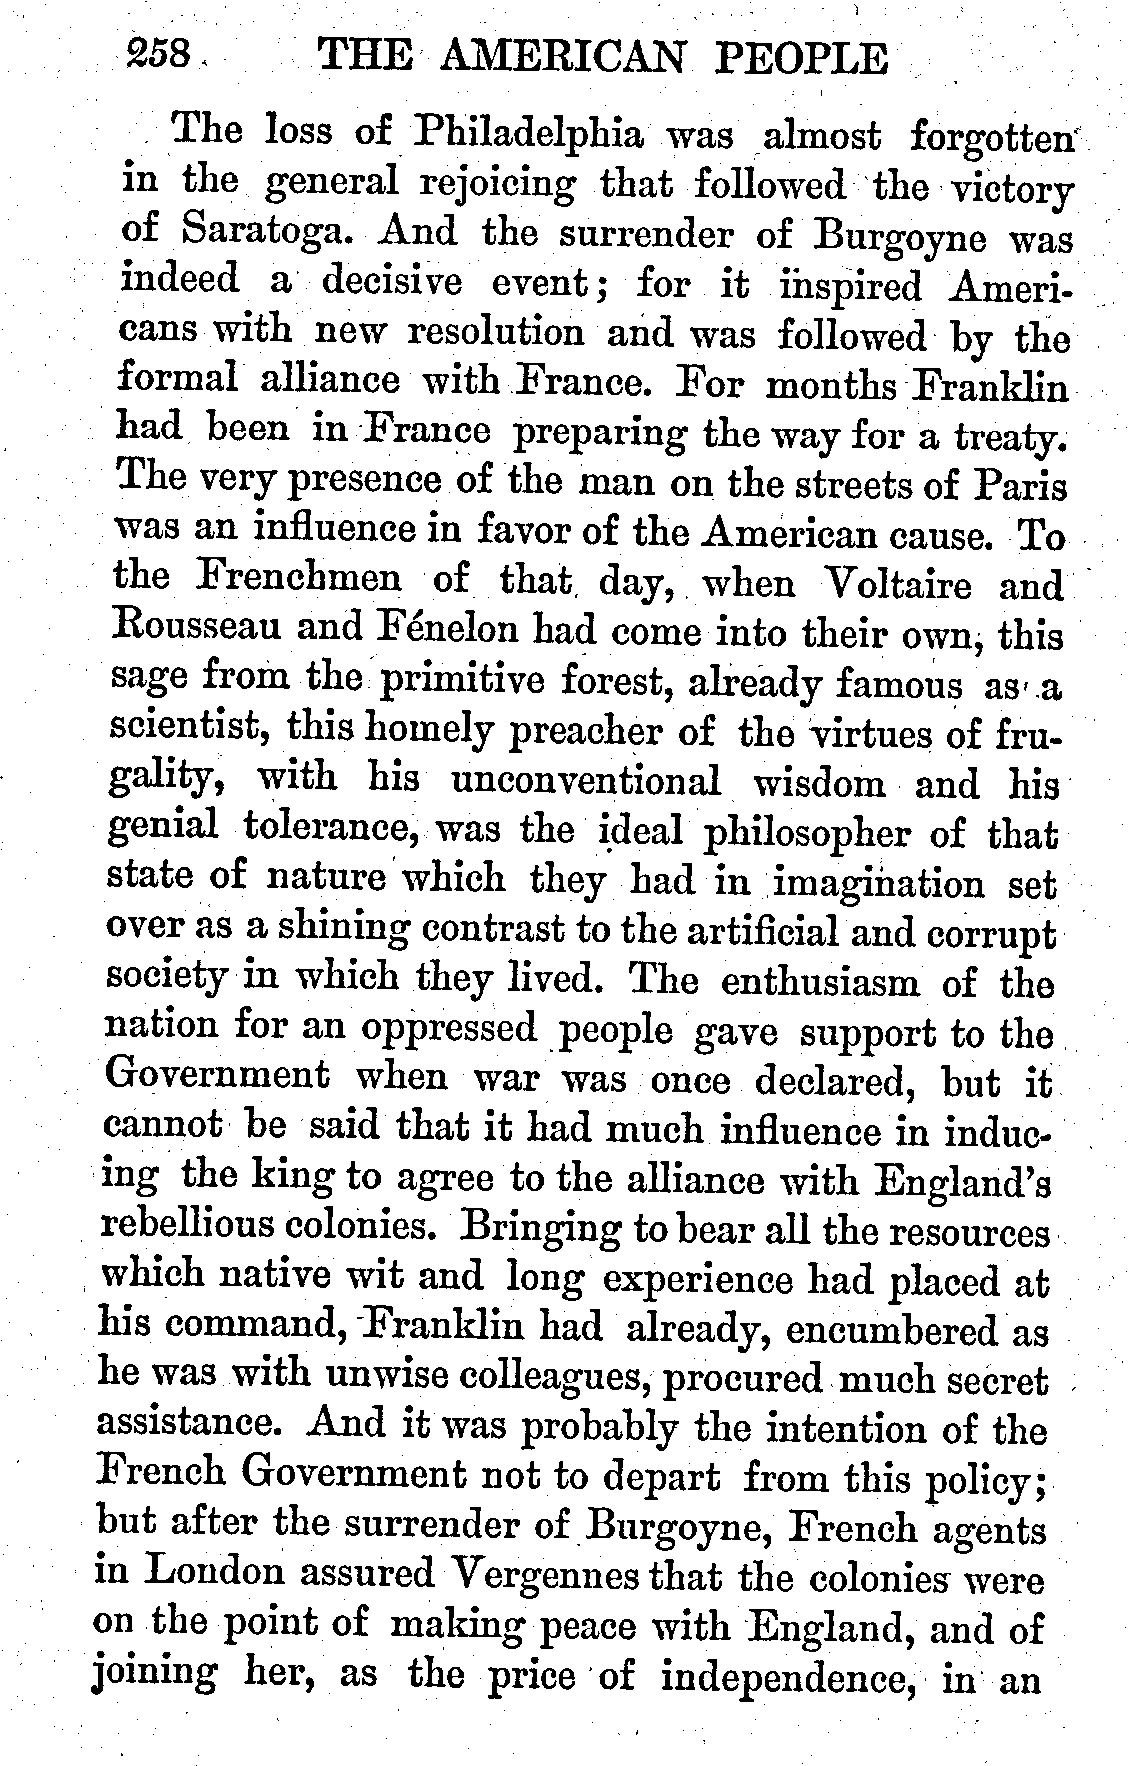 258 THE AMERICAN PEOPLE
The loss of Philadelphia was almost forgotten
in the general rejoicing that followed the victory
of Saratoga. And the surrender of Burgoyne was
indeed a decisive event; for it inspired Ameri-
cans with new resolution and was followed by the
formal alliance with France. For months Franklin
had been in France preparing the way for a treaty.
The very presence of the man on the streets of Paris
was an influence in favor of the American cause. To
the Frenchmen of that day, when Voltaire and
Rousseau and Fénelon had come into their own, this
sage from the primitive forest, already famous as a
scientist, this homely preacher of the virtues of fru-
gality, with his unconventional wisdom and his
genial tolerance, was the ideal philosopher of that
state of nature which they had in imagination set
over as a shining contrast to the artificial and corrupt
society in which they lived. The enthusiasm of the
nation for an oppressed people gave support to the
Government when war was once declared, but it
cannot be said that it had much influence in induc-
ing the king to agree to the alliance with England's
rebellious colonies. Bringing to bear all the resources
which native wit and long experience had placed at
his command, Franklin had already, encumbered as
he was with unwise colleagues, procured much secret
assistance. And it was probably the intention of the
French Government not to depart from this policy;
but after the surrender of Burgoyne, French agents
in London assured Vergennes that the colonies were
on the point of making peace with England, and of
joining her, as the price of independence, in an